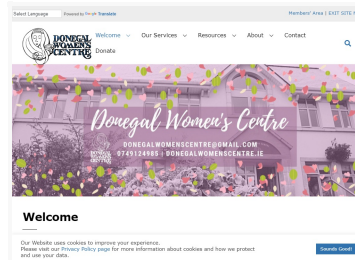 Select Language
Powered by Google Translate
Members' Area | EXIT SITE
DONEGAL
WOMEN'S
CENTRE
Welcome
Our Services
Resources
About
Contact
Donate
Donegal Women's Centre
DONEGALWOMENSCENTRE@GMAIL.COM
0749124985 | DONEGALWOMENSCENTRE.IE
Welcome
Our Website uses cookies to improve your experience.
Please visit our Privacy Policy page for more information about cookies and how we protect
and use your data.
Sounds Good!